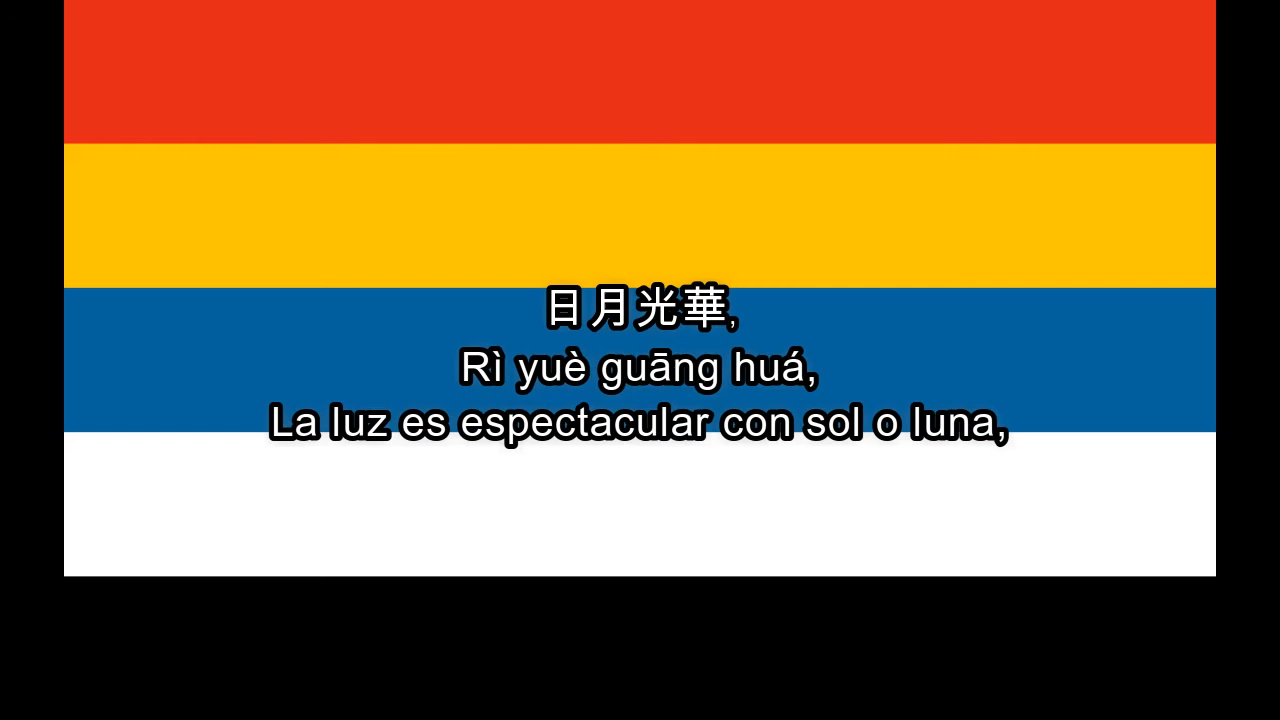 日月光華,
Rì yuè guāng huá,
La luz es espectacular con sol o luna,